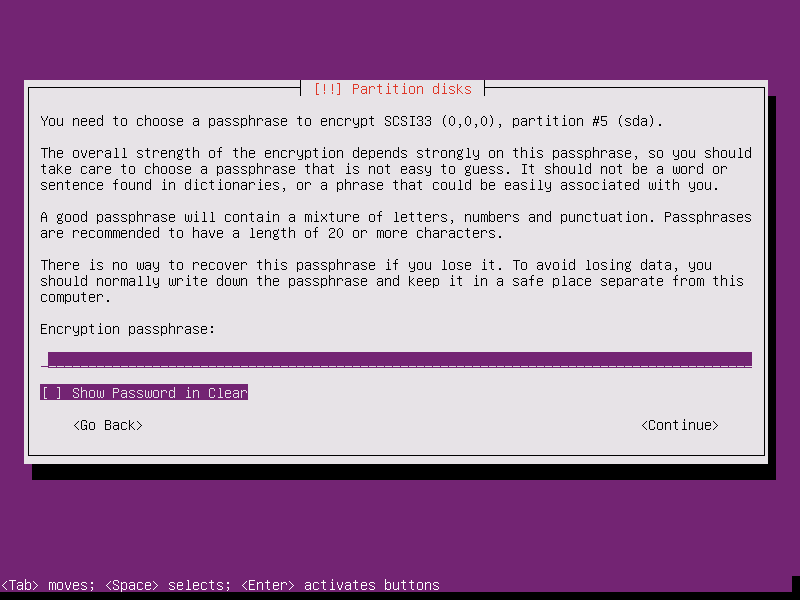 [!!] Partition disks
You need to choose a passphrase to encrypt SCSI33 (0,0,0), partition #5 (sda).
The overall strength of the encryption depends strongly on this passphrase, so you should
take care to choose a passphrase that is not easy to guess. It should not be a word or
sentence found in dictionaries, or a phrase that could be easily associated with you.
A good passphrase will contain a mixture of letters, numbers and punctuation. Passphrases
are recommended to have a length of 20 or more characters.
There is no way to recover this passphrase if you lose it. To avoid losing data, you
should normally write down the passphrase and keep it in a safe place separate from this
computer.
Encryption passphrase:
[ ] Show Password in Clear
<Go Back> <Continue>
<Tab> moves; <Space> selects; <Enter> activates buttons